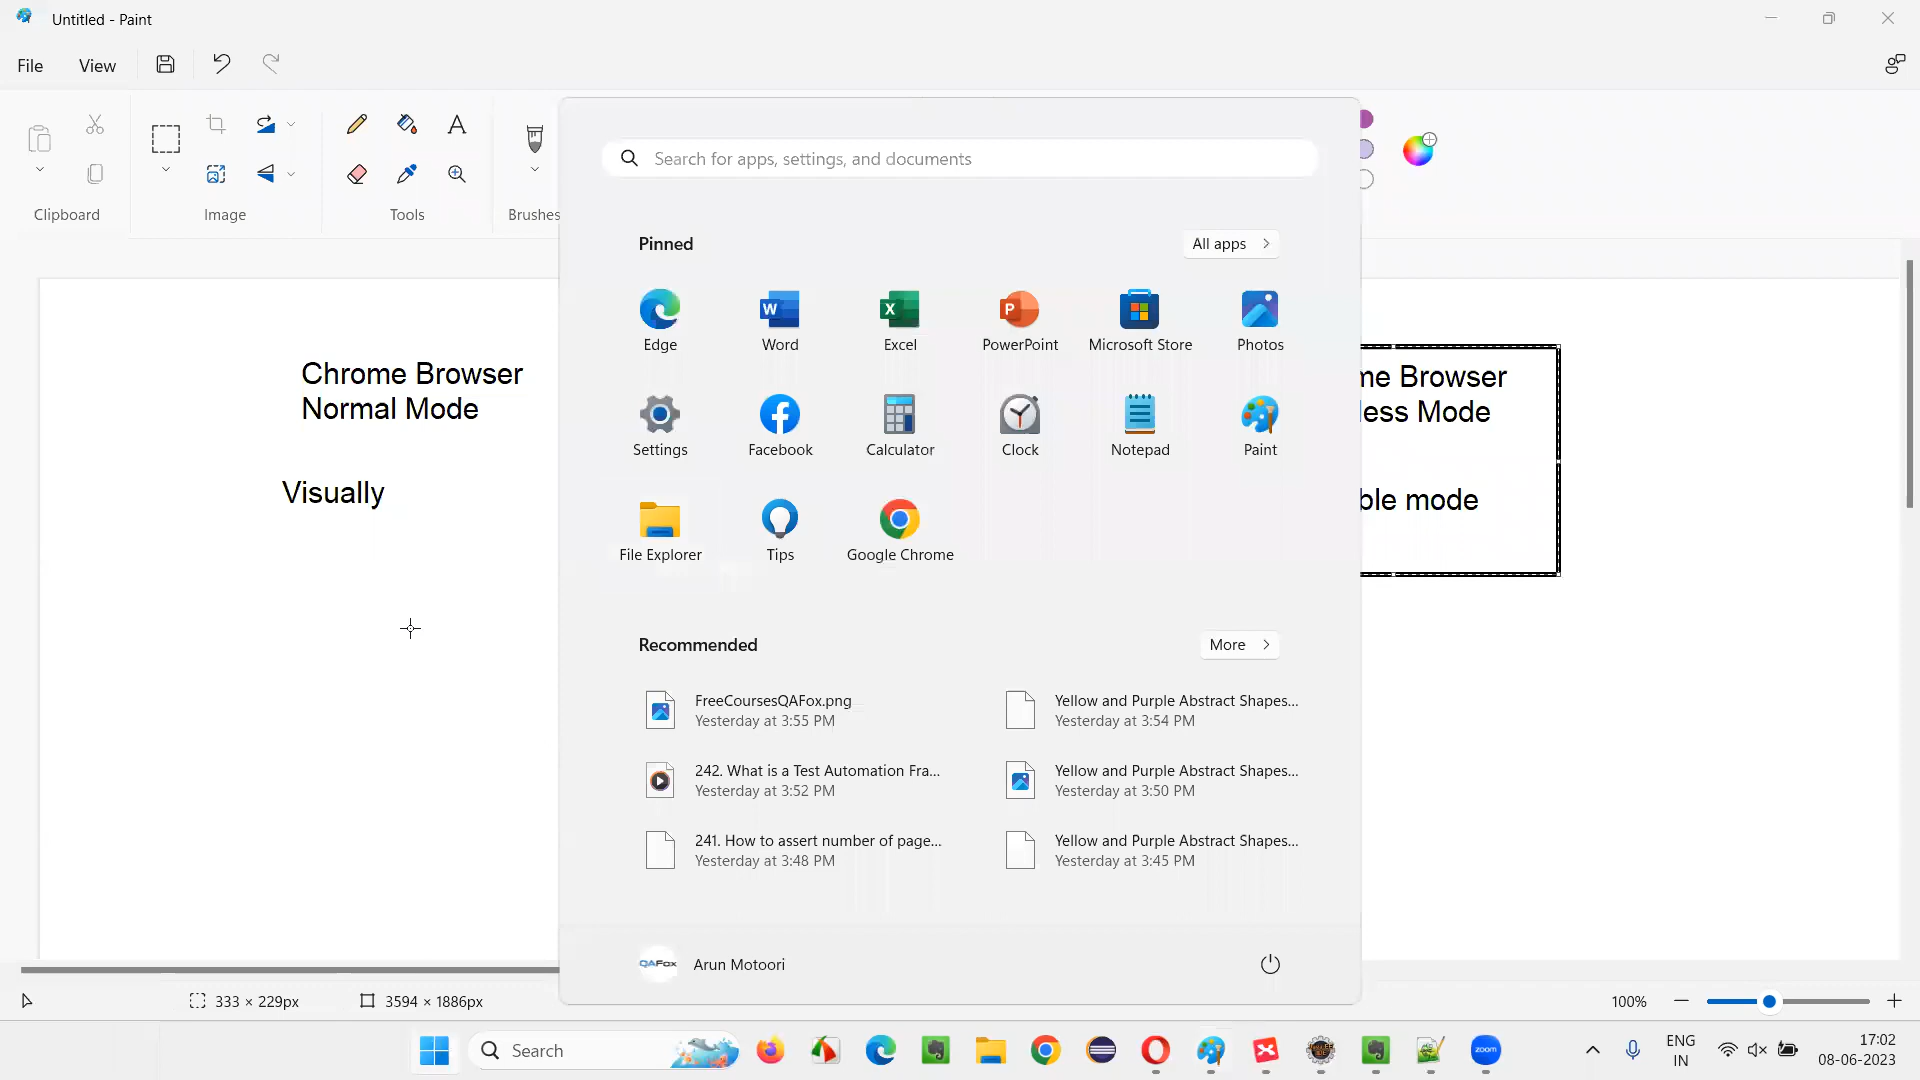 Untitled - Paint
File
View
Clipboard
Image
Tools
Brushes
Search for apps, settings, and documents
Pinned
All apps
Edge
Word
Excel
PowerPoint
Microsoft Store
Photos
Settings
Facebook
Calculator
Clock
Notepad
Paint
File Explorer
Tips
Google Chrome
Chrome Browser
Normal Mode
Visually
me Browser
less Mode
ble mode
Recommended
More
FreeCoursesQAFox.png
Yesterday at 3:55 PM
Yellow and Purple Abstract Shapes...
Yesterday at 3:54 PM
242. What is a Test Automation Fra...
Yesterday at 3:52 PM
Yellow and Purple Abstract Shapes...
Yesterday at 3:50 PM
241. How to assert number of page...
Yesterday at 3:48 PM
Yellow and Purple Abstract Shapes...
Yesterday at 3:45 PM
QAFox
Arun Motoori
333 × 229px
3594 × 1886px
100%
Search
zoom
ENG
IN
17:02
08-06-2023